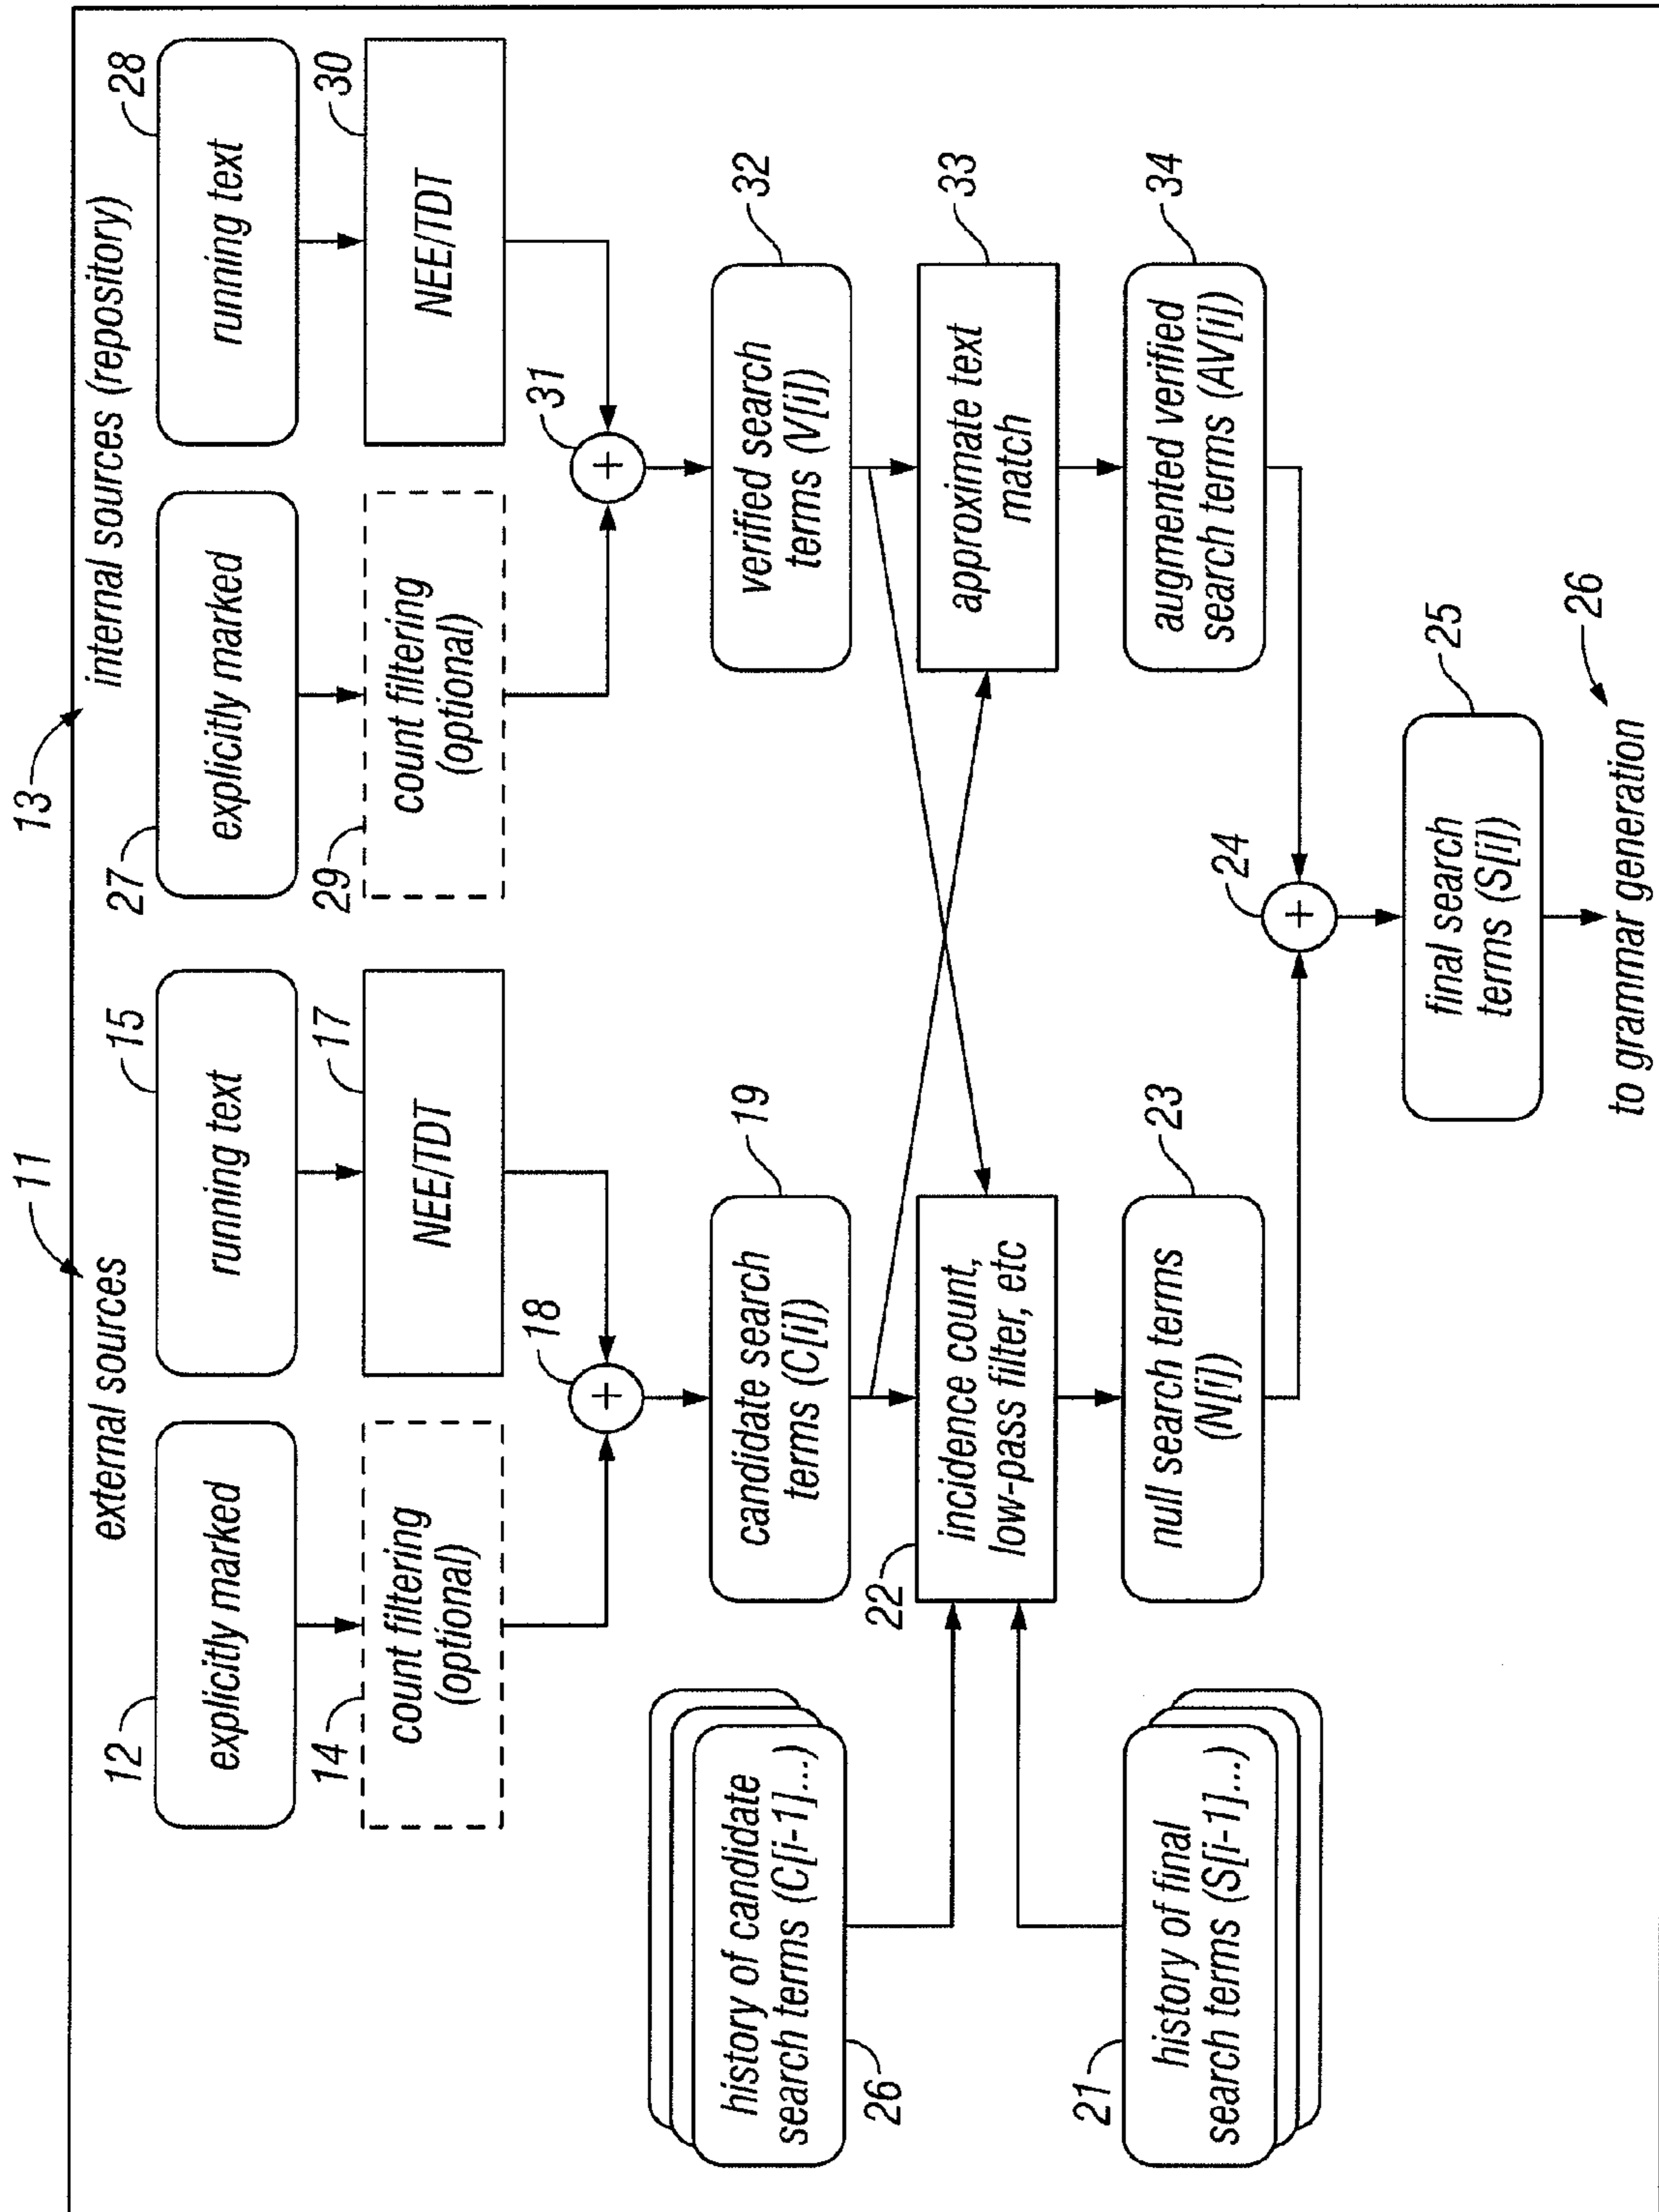 11
13
external sources
internal sources (repository)
12
explicitly marked
15
running text
27
explicitly marked
28
running text
14
count filtering
(optional)
17
NEE/TDT
29
count filtering
(optional)
30
NEE/TDT
18
+
31
+
history of candidate
search terms (C[i-1]...)
26
candidate search
terms (C[i])
19
verified search
terms (V[i])
32
22
incidence count,
low-pass filter, etc
approximate text
match
33
21
history of final
search terms (S[i-1]...)
null search terms
(N[i])
23
augmented verified
search terms (AV[i])
34
24
+
final search
terms (S[i])
25
to grammar generation
26